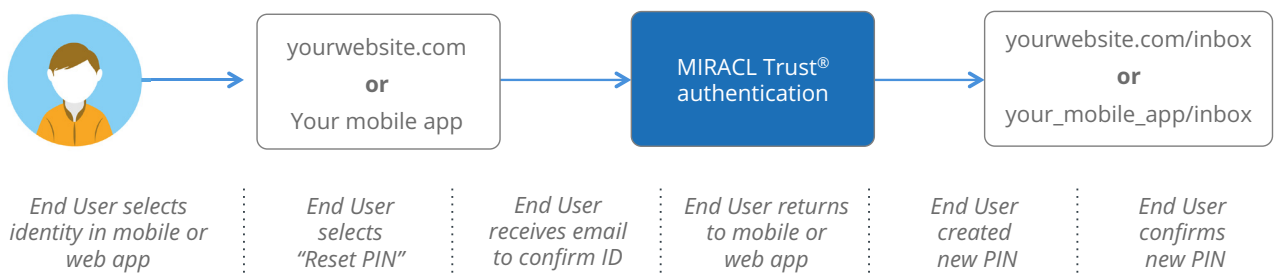 yourwebsite.com
or
Your mobile app
MIRACL Trust®
authentication
yourwebsite.com/inbox
or
your_mobile_app/inbox
End User selects
identity in mobile or
web app
End User
selects
“Reset PIN”
End User
receives email
to confirm ID
End User returns
to mobile or
web app
End User
created
new PIN
End User
confirms
new PIN